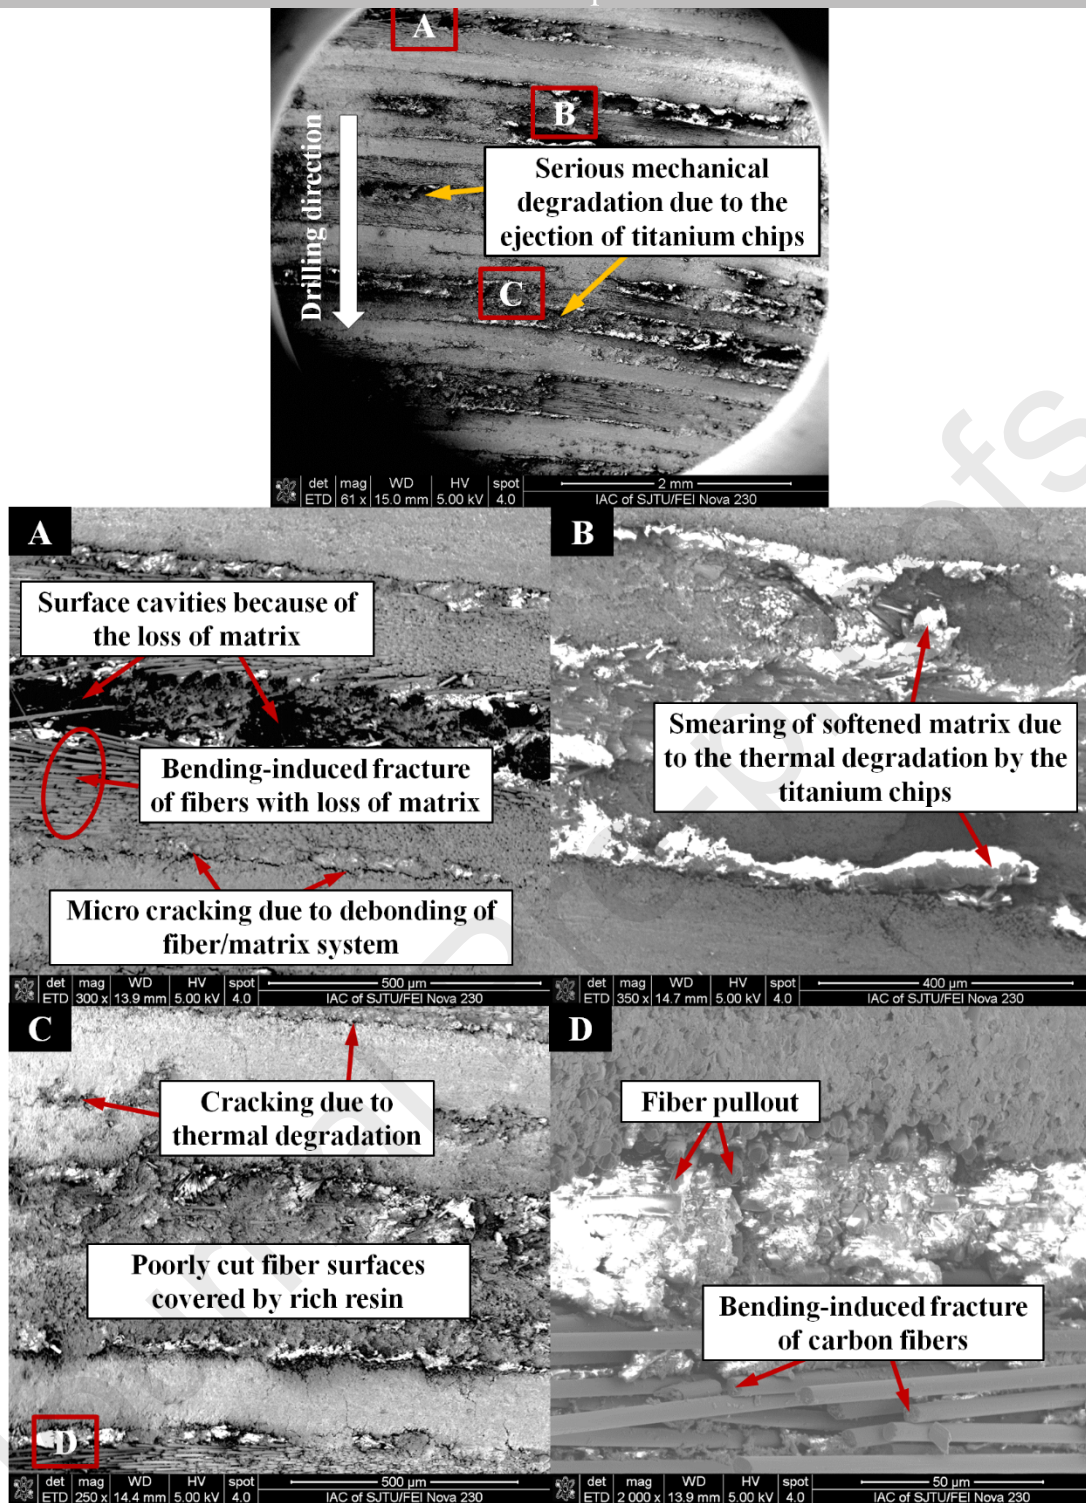 A
B
Serious mechanical
degradation due to the
ejection of titanium chips
Drilling direction
C
det mag WD HV spot 2 mm
ETD 61 x 15.0 mm 5.00 kV 4.0 IAC of SJTU/FEI Nova 230
A
Surface cavities because of
the loss of matrix
Bending-induced fracture
of fibers with loss of matrix
Micro cracking due to debonding of
fiber/matrix system
det mag WD HV spot 500 µm
ETD 300 x 13.9 mm 5.00 kV 4.0 IAC of SJTU/FEI Nova 230
B
Smearing of softened matrix due
to the thermal degradation by the
titanium chips
det mag WD HV spot 400 µm
ETD 350 x 14.7 mm 5.00 kV 4.0 IAC of SJTU/FEI Nova 230
C
Cracking due to
thermal degradation
Poorly cut fiber surfaces
covered by rich resin
D
det mag WD HV spot 500 µm
ETD 250 x 14.4 mm 5.00 kV 4.0 IAC of SJTU/FEI Nova 230
D
Fiber pullout
Bending-induced fracture
of carbon fibers
det mag WD HV spot 50 µm
ETD 2 000 x 13.9 mm 5.00 kV 4.0 IAC of SJTU/FEI Nova 230